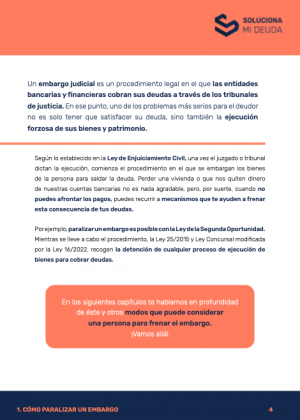 SOLUCIONA
MI DEUDA
Un embargo judicial es un procedimiento legal en el que las entidades
bancarias y financieras cobran sus deudas a través de los tribunales
de justicia. En ese punto, uno de los problemas más serios para el deudor
no es solo tener que satisfacer su deuda, sino también la ejecución
forzosa de sus bienes y patrimonio.
Según lo establecido en la Ley de Enjuiciamiento Civil, una vez el juzgado o tribunal
dictan la ejecución, comienza el procedimiento en el que se embargan los bienes
de la persona para saldar la deuda. Perder una vivienda o que nos quiten dinero
de nuestras cuentas bancarias no es nada agradable, pero, por suerte, cuando no
puedes afrontar los pagos, puedes recurrir a mecanismos que te ayuden a frenar
esta consecuencia de tus deudas.
Por ejemplo, paralizar un embargo es posible con la Ley de la Segunda Oportunidad.
Mientras se lleve a cabo el procedimiento, la Ley 25/2015 y Ley Concursal modificada
por la Ley 16/2022, recogen la detención de cualquier proceso de ejecución de
bienes para cobrar deudas.
En los siguientes capítulos te hablamos en profundidad
de éste y otros modos que puede considerar
una persona para frenar el embargo.
¡Vamos allá!
1. CÓMO PARALIZAR UN EMBARGO
4